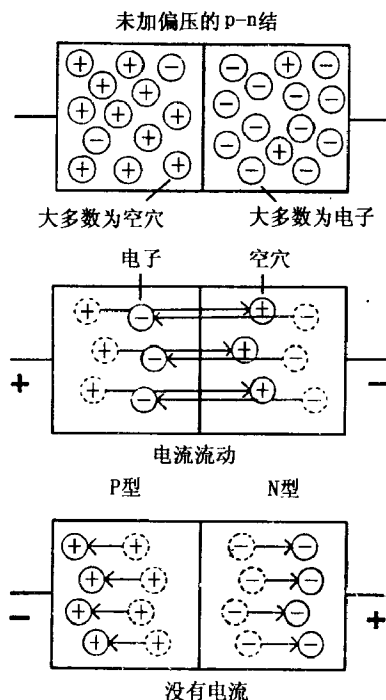 未加偏压的p-n结
大多数为空穴 大多数为电子
电子 空穴
+ −
电流流动
P型 N型
− +
没有电流